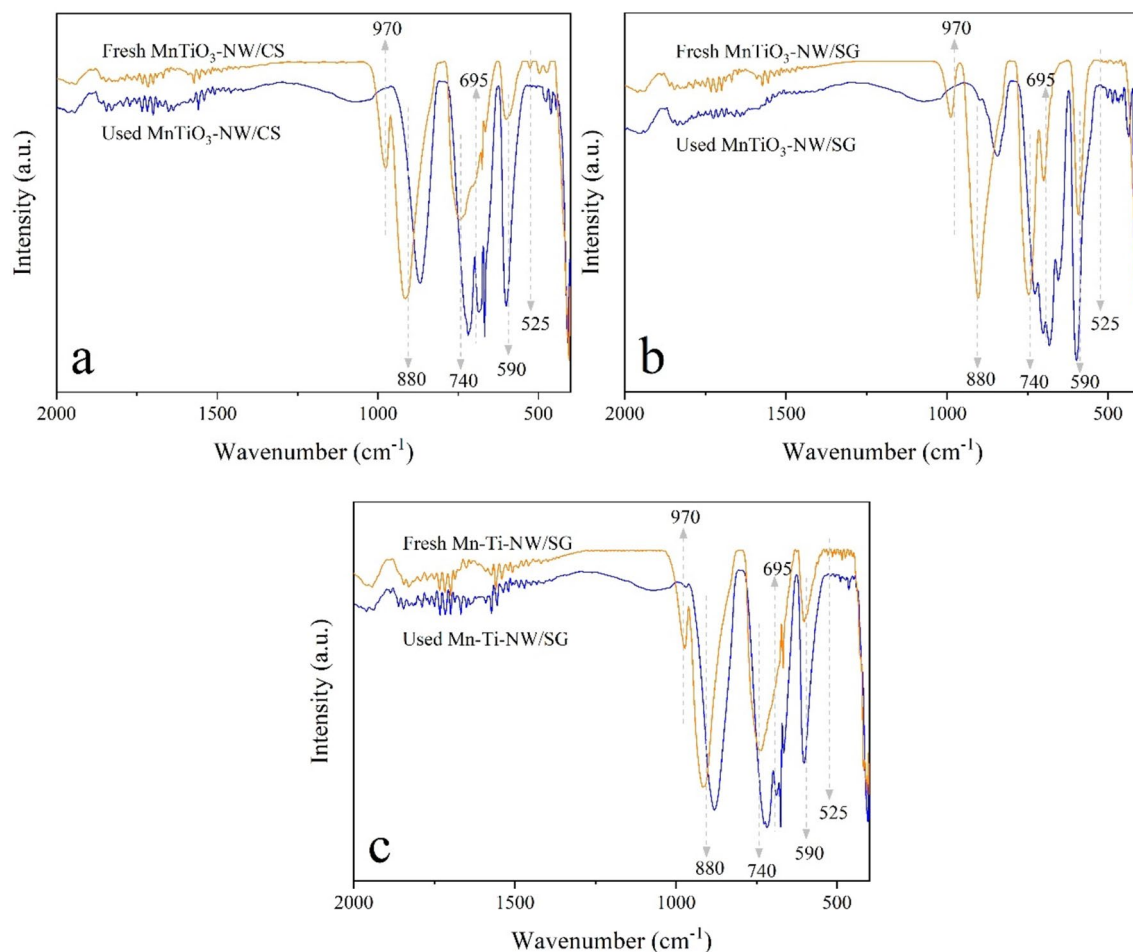 970
Fresh MnTiO₃-NW/CS
695
Used MnTiO₃-NW/CS
Intensity (a.u.)
525
a
880
740
590
2000
1500
1000
500
Wavenumber (cm⁻¹)
970
Fresh MnTiO₃-NW/SG
695
Used MnTiO₃-NW/SG
Intensity (a.u.)
525
b
880
740
590
2000
1500
1000
500
Wavenumber (cm⁻¹)
970
Fresh Mn-Ti-NW/SG
695
Used Mn-Ti-NW/SG
Intensity (a.u.)
525
c
880
740
590
2000
1500
1000
500
Wavenumber (cm⁻¹)